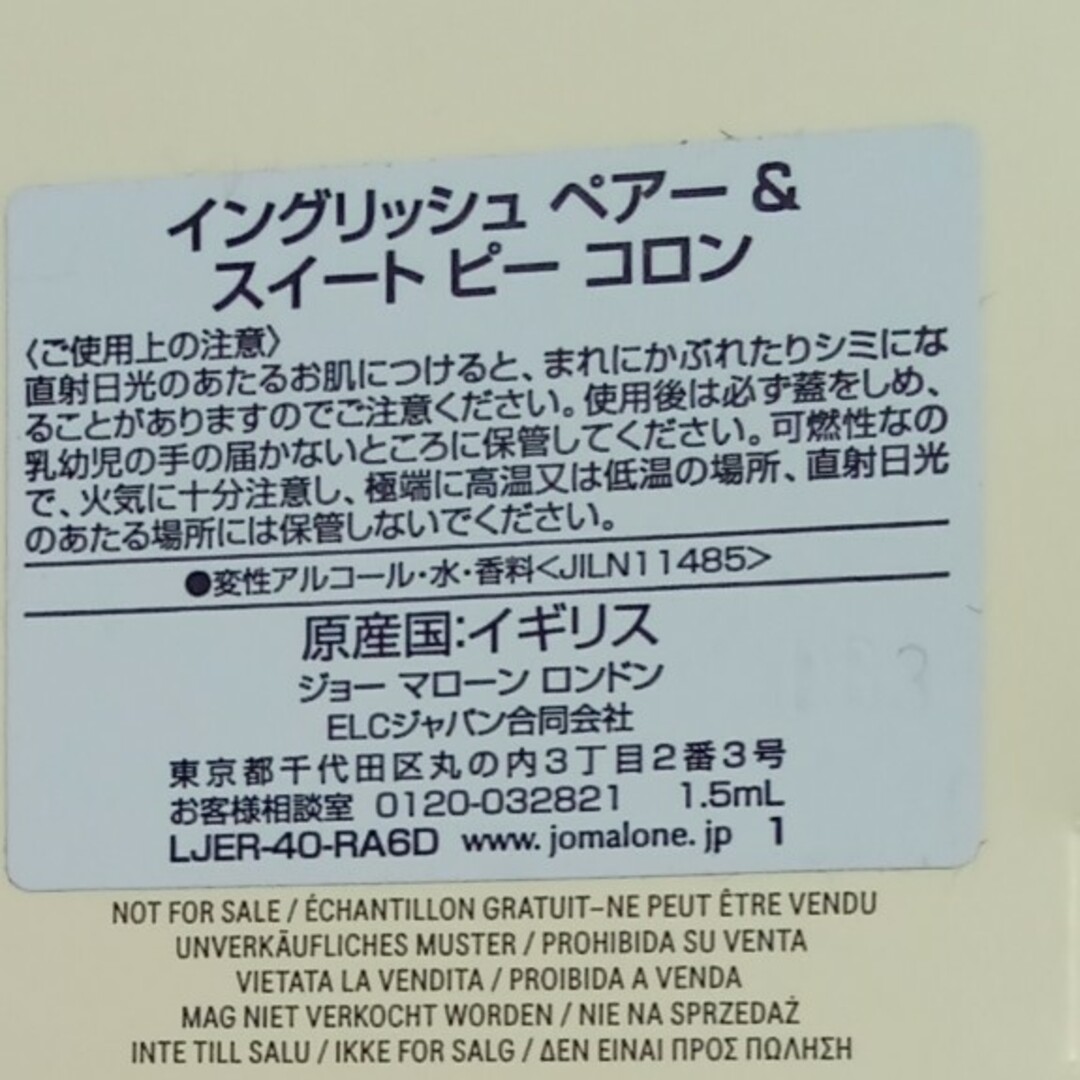 イングリッシュ ペアー &
スイート ピー コロン
〈ご使用上の注意〉
直射日光のあたるお肌につけると、まれにかぶれたりシミにな
ることがありますのでご注意ください。使用後は必ず蓋をしめ、
乳幼児の手の届かないところに保管してください。可燃性なの
で、火気に十分注意し、極端に高温又は低温の場所、直射日光
のあたる場所には保管しないでください。
●変性アルコール・水・香料<JILN11485>
原産国:イギリス
ジョー マローン ロンドン
ELCジャパン合同会社
東京都千代田区丸の内3丁目2番3号
お客様相談室 0120-032821 1.5mL
LJER-40-RA6D www. jomalone. jp 1
NOT FOR SALE / ÉCHANTILLON GRATUIT–NE PEUT ÊTRE VENDU
UNVERKÄUFLICHES MUSTER / PROHIBIDA SU VENTA
VIETATA LA VENDITA / PROIBIDA A VENDA
MAG NIET VERKOCHT WORDEN / NIE NA SPRZEDAŻ
INTE TILL SALU / IKKE FOR SALG / ΔEN EINAI ΠΡΟΣ ΠΩΛΗΣΗ